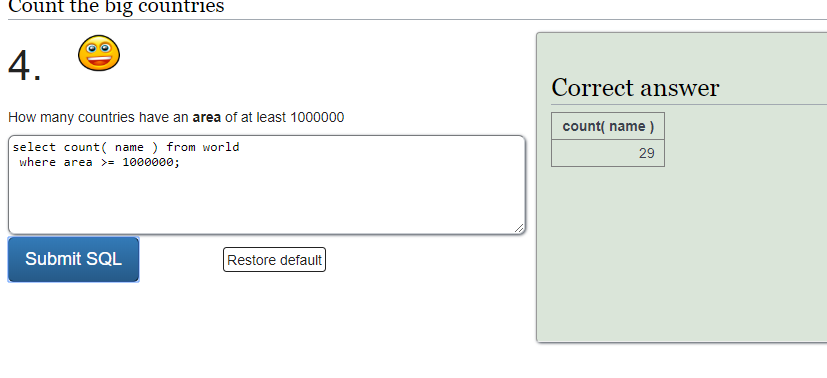 Count the big countries
4.
How many countries have an area of at least 1000000
select count( name ) from world
where area >= 1000000;
Submit SQL
Restore default
Correct answer
count( name )
29